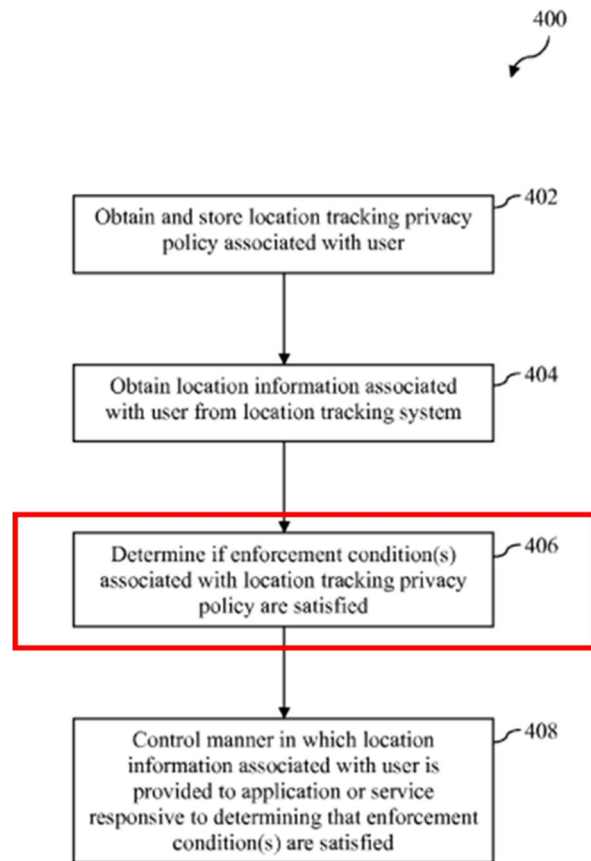 400
402
Obtain and store location tracking privacy
policy associated with user
404
Obtain location information associated
with user from location tracking system
406
Determine if enforcement condition(s)
associated with location tracking privacy
policy are satisfied
408
Control manner in which location
information associated with user is
provided to application or service
responsive to determining that enforcement
condition(s) are satisfied